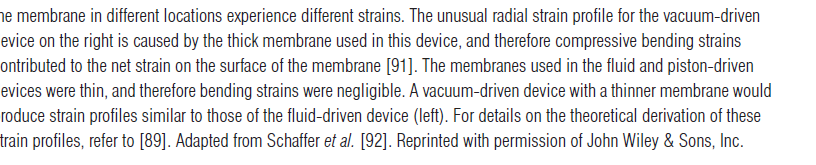 he membrane in different locations experience different strains. The unusual radial strain profile for the vacuum-driven
evice on the right is caused by the thick membrane used in this device, and therefore compressive bending strains
ontributed to the net strain on the surface of the membrane [91]. The membranes used in the fluid and piston-driven
evices were thin, and therefore bending strains were negligible. A vacuum-driven device with a thinner membrane would
roduce strain profiles similar to those of the fluid-driven device (left). For details on the theoretical derivation of these
train profiles, refer to [89]. Adapted from Schaffer et al. [92]. Reprinted with permission of John Wiley & Sons, Inc.